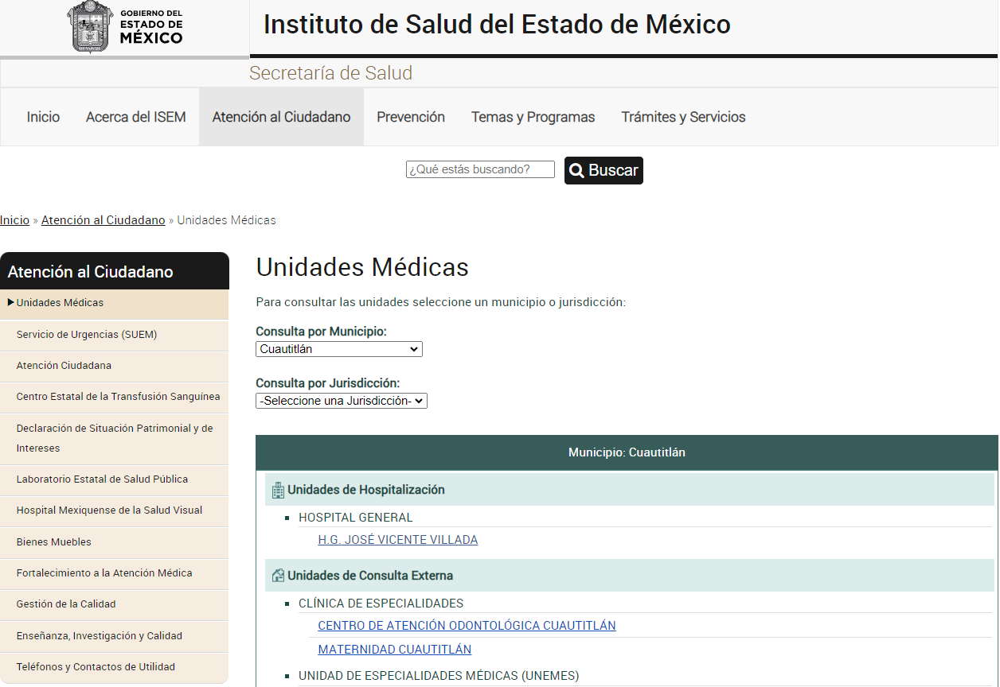 GOBIERNO DEL
ESTADO DE
MÉXICO
Instituto de Salud del Estado de México
Secretaría de Salud
Inicio Acerca del ISEM Atención al Ciudadano Prevención Temas y Programas Trámites y Servicios
¿Qué estás buscando? Buscar
Inicio » Atención al Ciudadano » Unidades Médicas
Atención al Ciudadano
Unidades Médicas
Servicio de Urgencias (SUEM)
Atención Ciudadana
Centro Estatal de la Transfusión Sanguínea
Declaración de Situación Patrimonial y de
Intereses
Laboratorio Estatal de Salud Pública
Hospital Mexiquense de la Salud Visual
Bienes Muebles
Fortalecimiento a la Atención Médica
Gestión de la Calidad
Enseñanza, Investigación y Calidad
Teléfonos y Contactos de Utilidad
Unidades Médicas
Para consultar las unidades seleccione un municipio o jurisdicción:
Consulta por Municipio:
Cuautitlán
Consulta por Jurisdicción:
-Seleccione una Jurisdicción-
Municipio: Cuautitlán
Unidades de Hospitalización
HOSPITAL GENERAL
H.G. JOSÉ VICENTE VILLADA
Unidades de Consulta Externa
CLÍNICA DE ESPECIALIDADES
CENTRO DE ATENCIÓN ODONTOLÓGICA CUAUTITLÁN
MATERNIDAD CUAUTITLÁN
UNIDAD DE ESPECIALIDADES MÉDICAS (UNEMES)